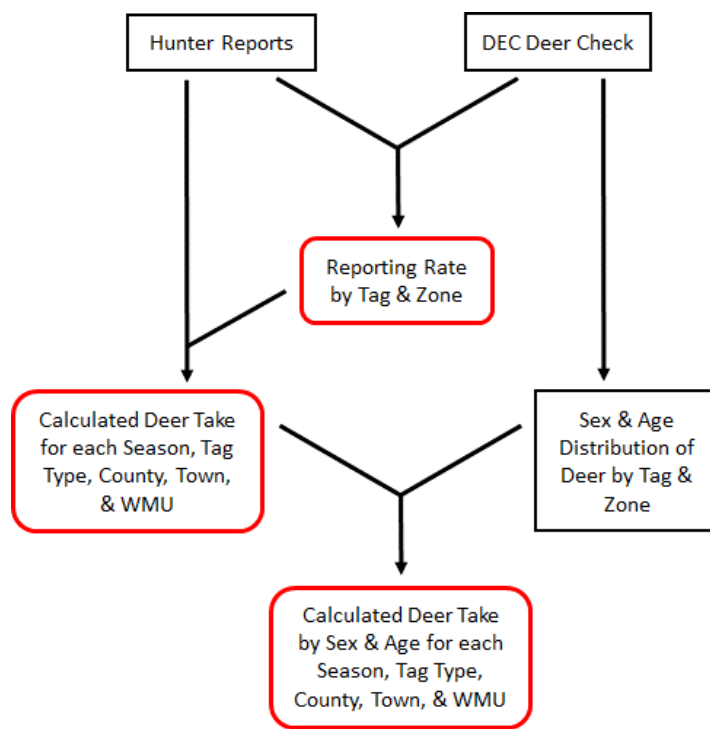 Hunter Reports
DEC Deer Check
Reporting Rate
by Tag & Zone
Calculated Deer Take
for each Season, Tag
Type, County, Town,
& WMU
Sex & Age
Distribution of
Deer by Tag &
Zone
Calculated Deer Take
by Sex & Age for each
Season, Tag Type,
County, Town, & WMU